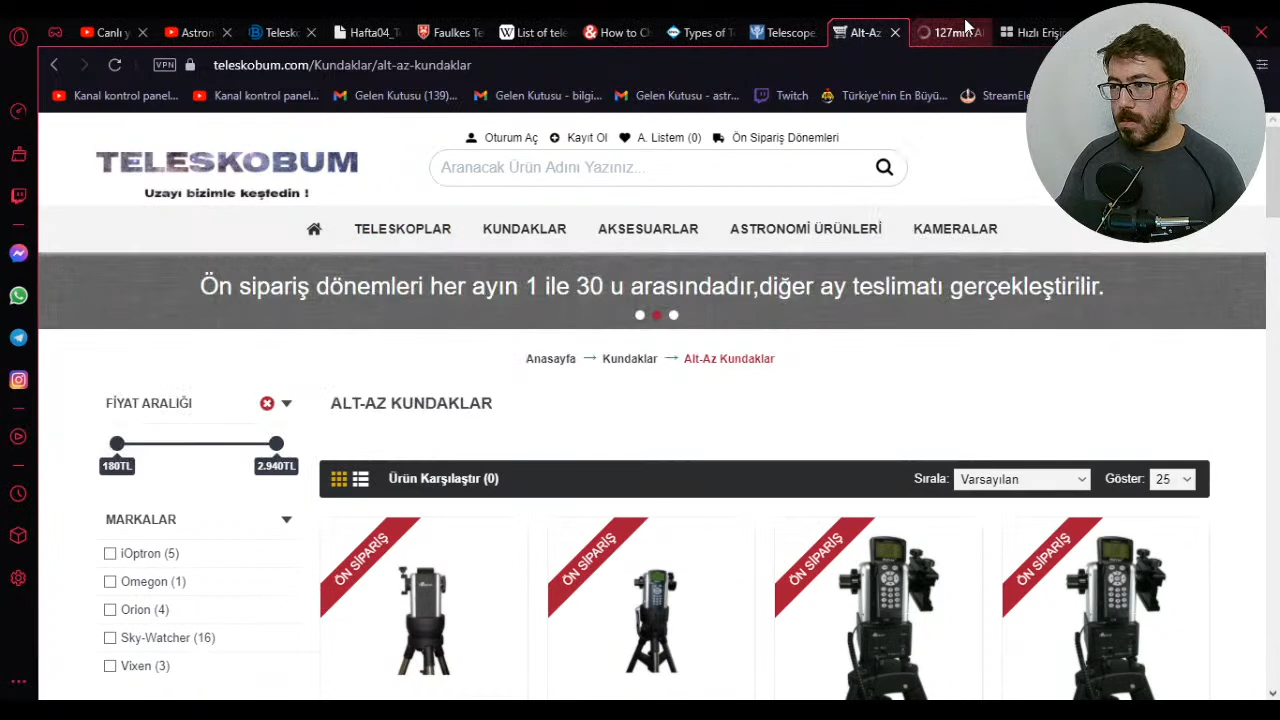 Canlı y
Astron
Telesk
Hafta04_T
Faulkes Te
List of tele
How to C
Types of T
Telescope
Alt-Az
127m
Hızlı Erişi
VPN
teleskobum.com/Kundaklar/alt-az-kundaklar
Kanal kontrol panel...
Kanal kontrol panel...
Gelen Kutusu (139)...
Gelen Kutusu - bilgi...
Gelen Kutusu - astr...
Twitch
Türkiye'nin En Büyü...
StreamEle
Oturum Aç
Kayıt Ol
A. Listem (0)
Ön Sipariş Dönemleri
TELESKOBUM
Uzayı bizimle keşfedin !
Aranacak Ürün Adını Yazınız...
TELESKOPLAR
KUNDAKLAR
AKSESUARLAR
ASTRONOMİ ÜRÜNLERİ
KAMERALAR
Ön sipariş dönemleri her ayın 1 ile 30 u arasındadır,diğer ay teslimatı gerçekleştirilir.
Anasayfa → Kundaklar → Alt-Az Kundaklar
FİYAT ARALIĞI
180TL
2.940TL
MARKALAR
iOptron (5)
Omegon (1)
Orion (4)
Sky-Watcher (16)
Vixen (3)
ALT-AZ KUNDAKLAR
Ürün Karşılaştır (0)
Sırala: Varsayılan
Göster: 25
ÖN SİPARİŞ
ÖN SİPARİŞ
ÖN SİPARİŞ
ÖN SİPARİŞ